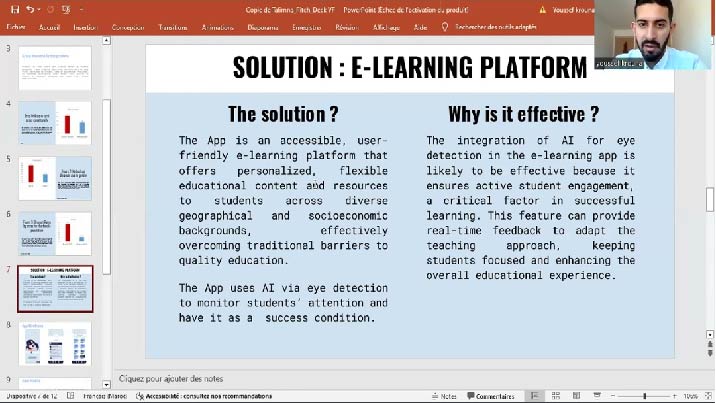 Copie de Talimna_Pitch_Desk YF - PowerPoint (Échec de l'activation du produit)
Fichier Accueil Insertion Conception Transitions Animations Diaporama Enregistrer Révision Affichage Aide Rechercher des outils adaptés
youssef krouna
SOLUTION : E-LEARNING PLATFORM
The solution ?
The App is an accessible, user-
friendly e-learning platform that
offers personalized, flexible
educational content and resources
to students across diverse
geographical and socioeconomic
backgrounds, effectively
overcoming traditional barriers to
quality education.
The App uses AI via eye detection
to monitor students' attention and
have it as a success condition.
Why is it effective ?
The integration of AI for eye
detection in the e-learning app is
likely to be effective because it
ensures active student engagement,
a critical factor in successful
learning. This feature can provide
real-time feedback to adapt the
teaching approach, keeping
students focused and enhancing the
overall educational experience.
3
4
5
6
7
SOLUTION : E-LEARNING PLATFORM
8
9
Cliquez pour ajouter des notes
Diapositive 7 de 12 Français (Maroc) Accessibilité : consultez nos recommandations Notes Commentaires 106%